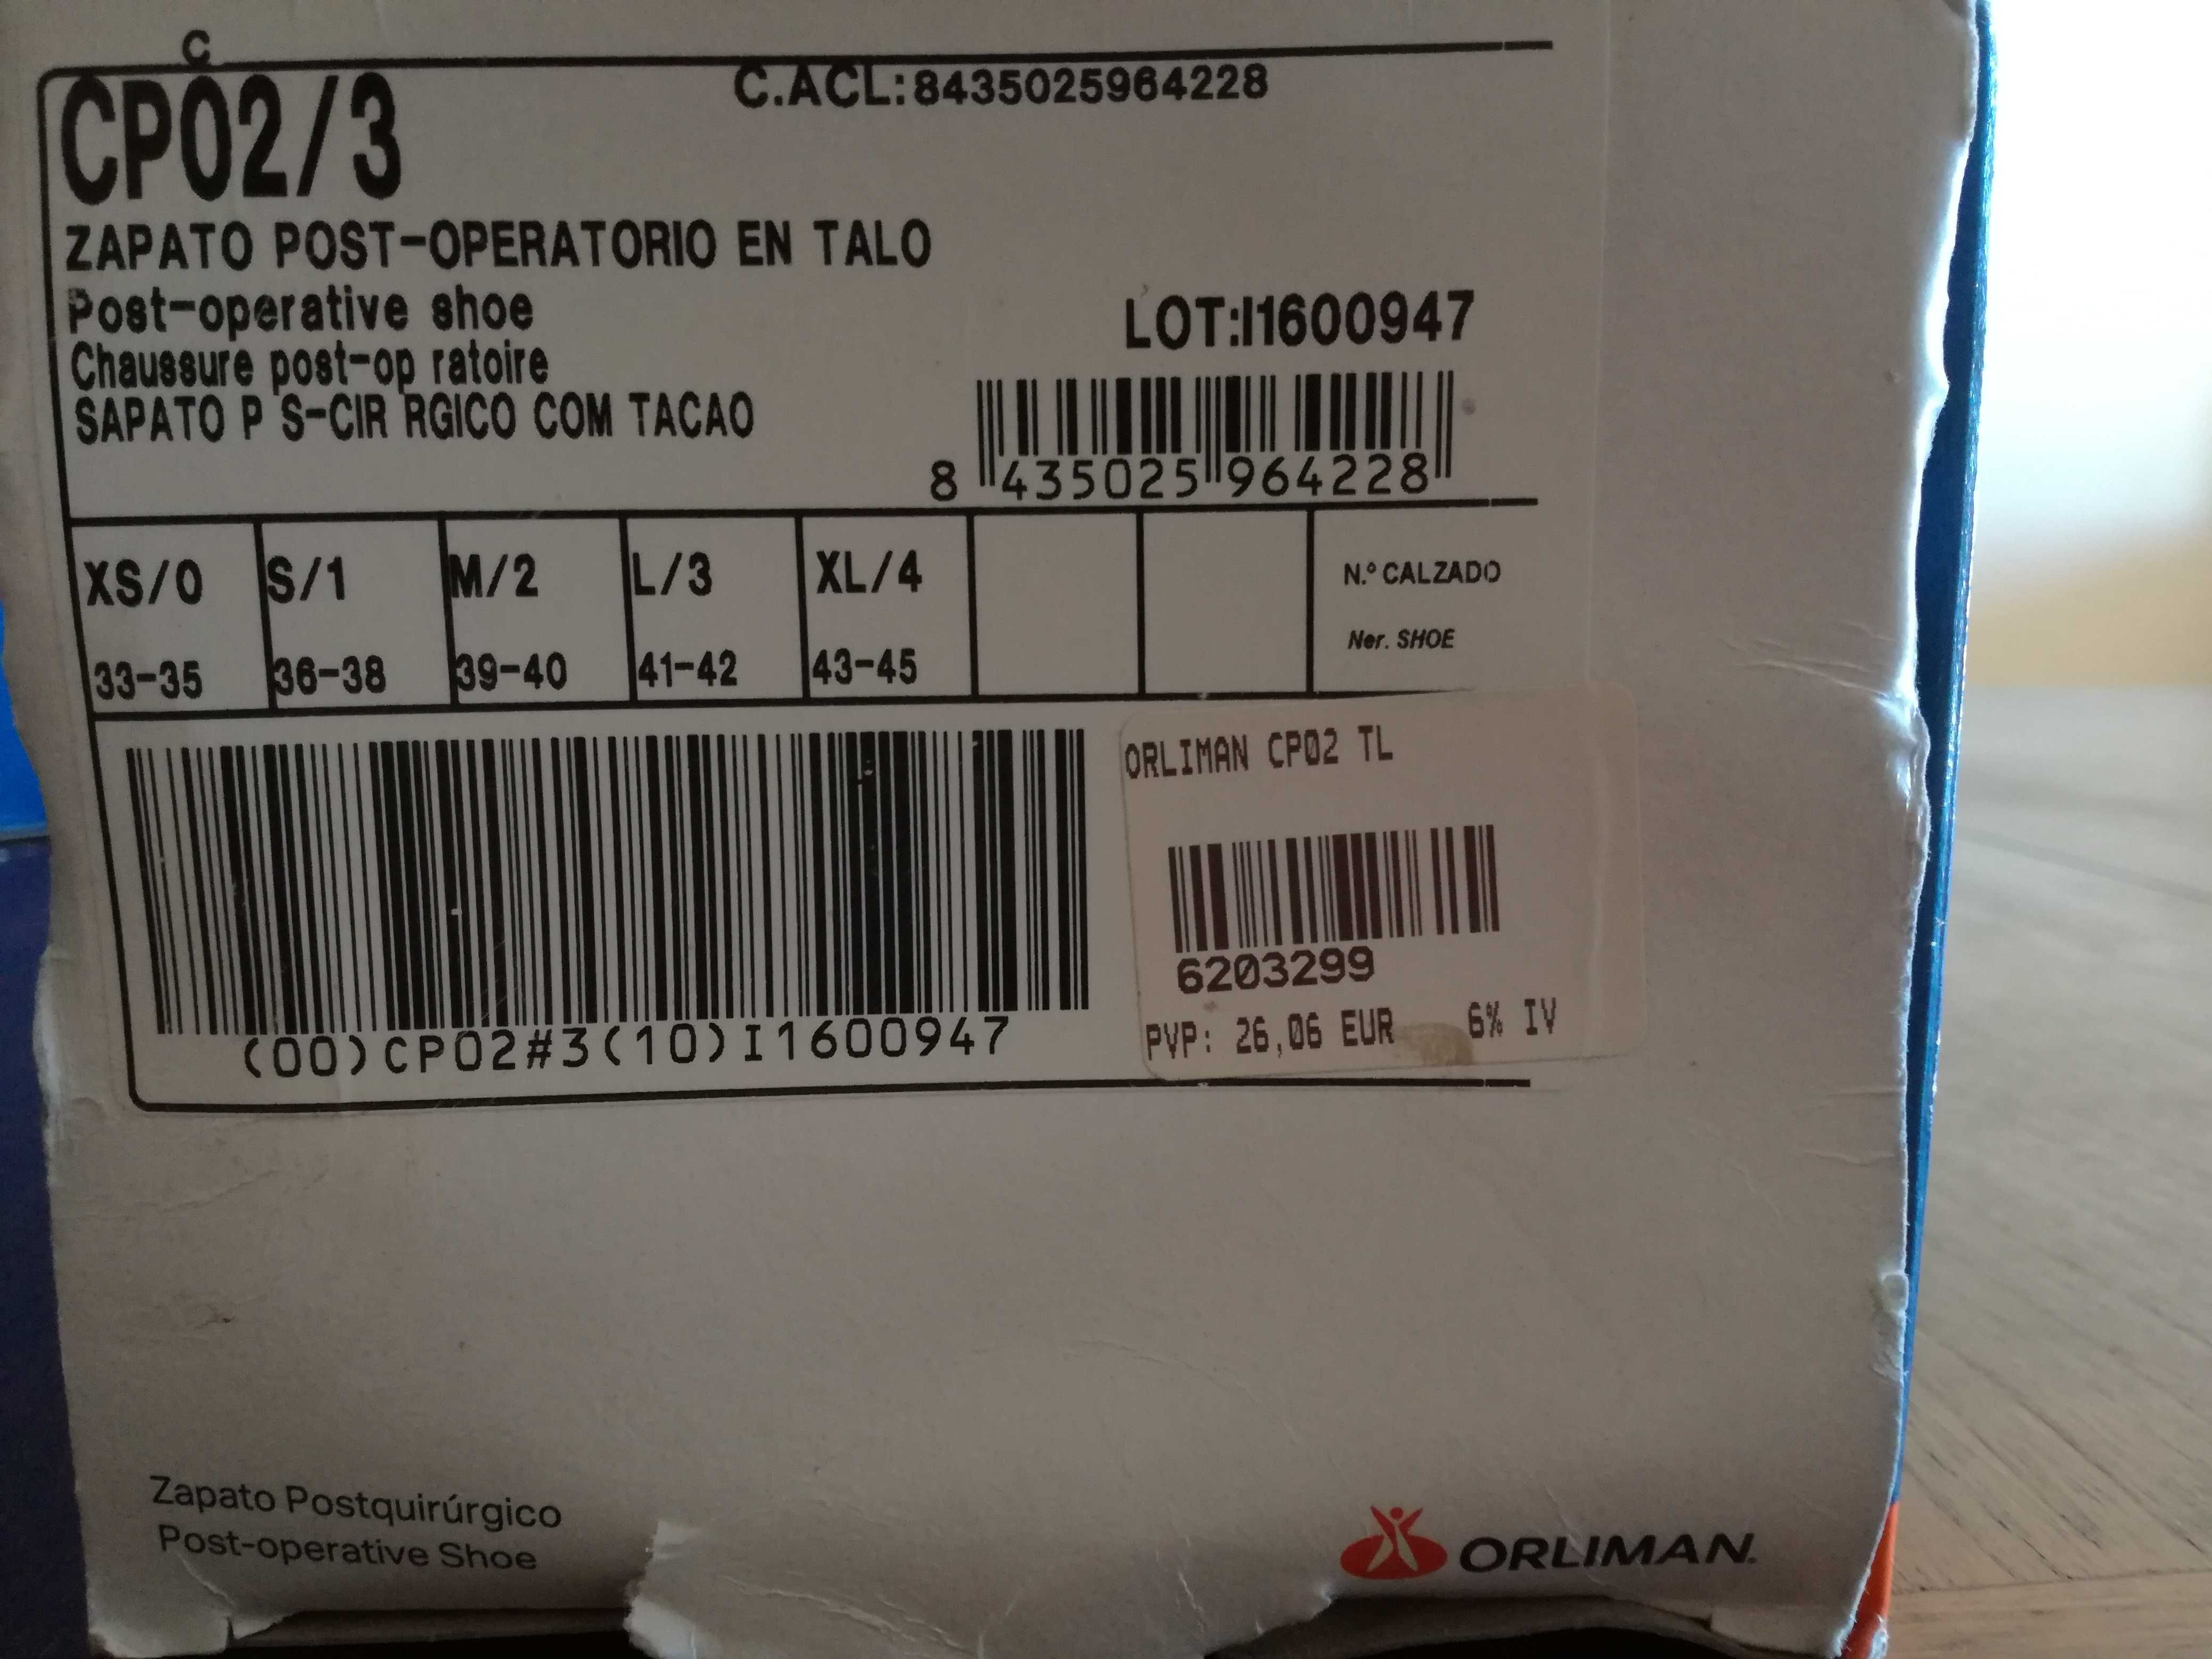 C
CP02/3
C.ACL:8435025964228
ZAPATO POST-OPERATORIO EN TALO
Post-operative shoe
Chaussure post-op ratoire
SAPATO P S-CIR RGICO COM TACAO
LOT:I1600947
8 435025 964228
XS/0 S/1 M/2 L/3 XL/4 N.º CALZADO
33-35 36-38 39-40 41-42 43-45 Ner. SHOE
(00)CP02#3(10)I1600947
ORLIMAN CP02 TL
6203299
PVP: 26,06 EUR 6% IV
Zapato Postquirúrgico
Post-operative Shoe
ORLIMAN.